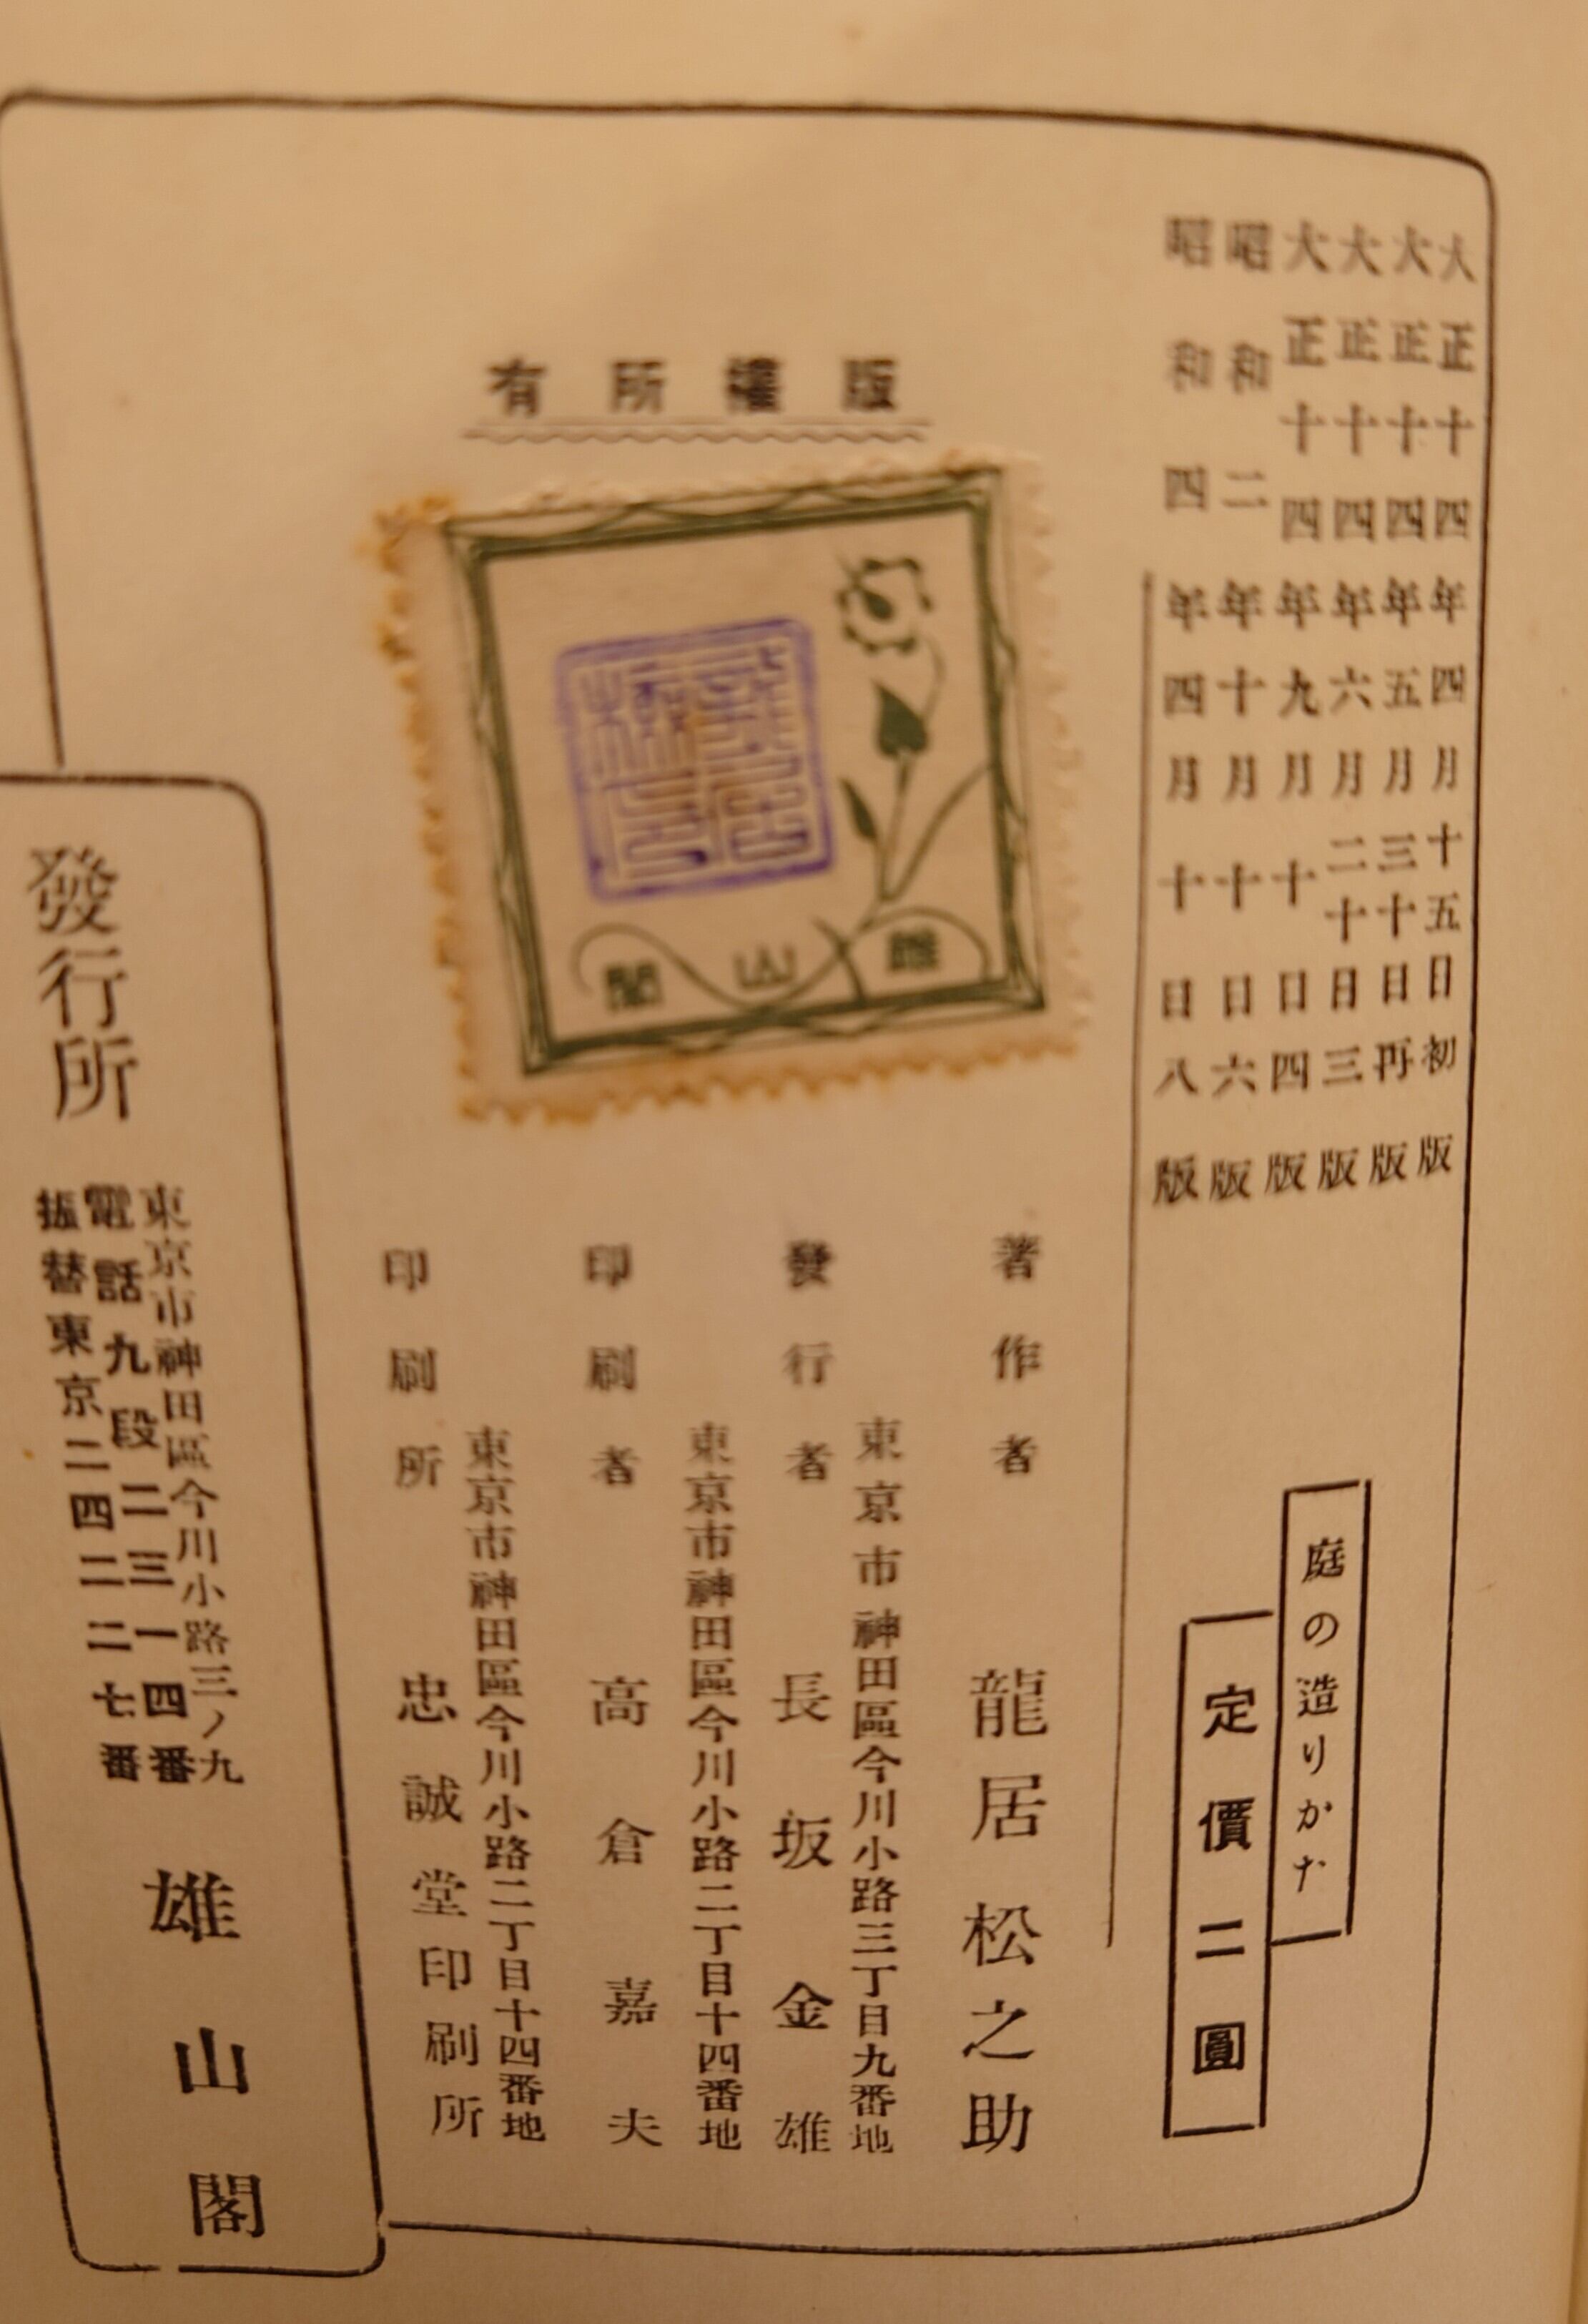 大正十四年四月十五日初版
大正十四年五月三十日再版
大正十四年六月二十日三版
大正十四年九月十日四版
昭和二年十月十日六版
昭和四年四月十日八版
庭の造りかた
定價二圓
版權所有
雄山閣
著作者 龍居松之助
東京市神田區今川小路三丁目九番地
發行者 長坂金雄
東京市神田區今川小路二丁目十四番地
印刷者 高倉嘉夫
東京市神田區今川小路二丁目十四番地
印刷所 忠誠堂印刷所
發行所
東京市神田區今川小路三ノ九
電話九段二三一四番
振替東京二四二二七番
雄山閣